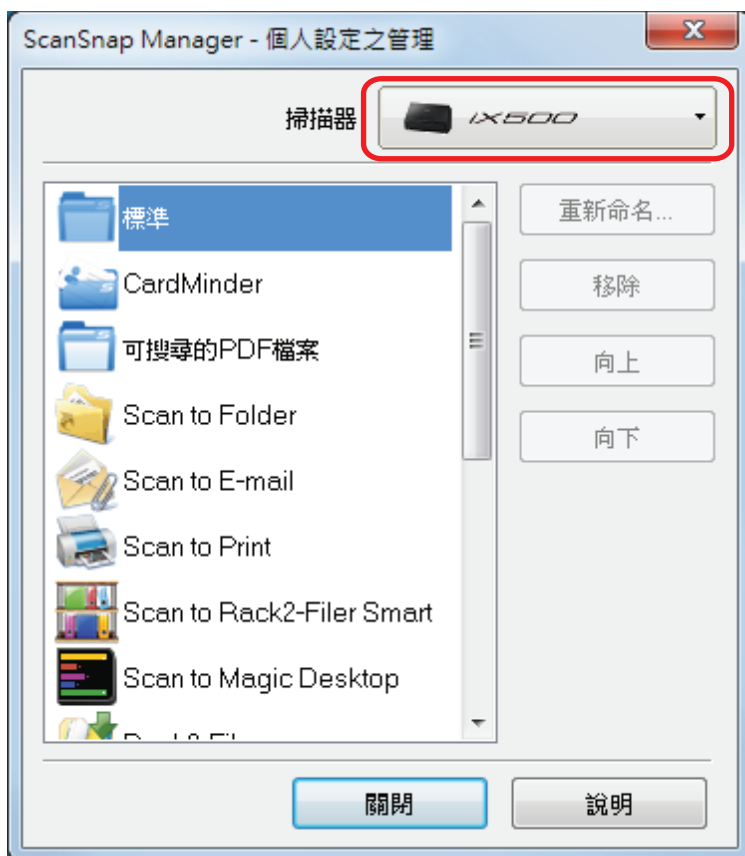 ScanSnap Manager - 個人設定之管理
掃描器
iX500
標準
CardMinder
可搜尋的PDF檔案
Scan to Folder
Scan to E-mail
Scan to Print
Scan to Rack2-Filer Smart
Scan to Magic Desktop
重新命名...
移除
向上
向下
關閉
說明